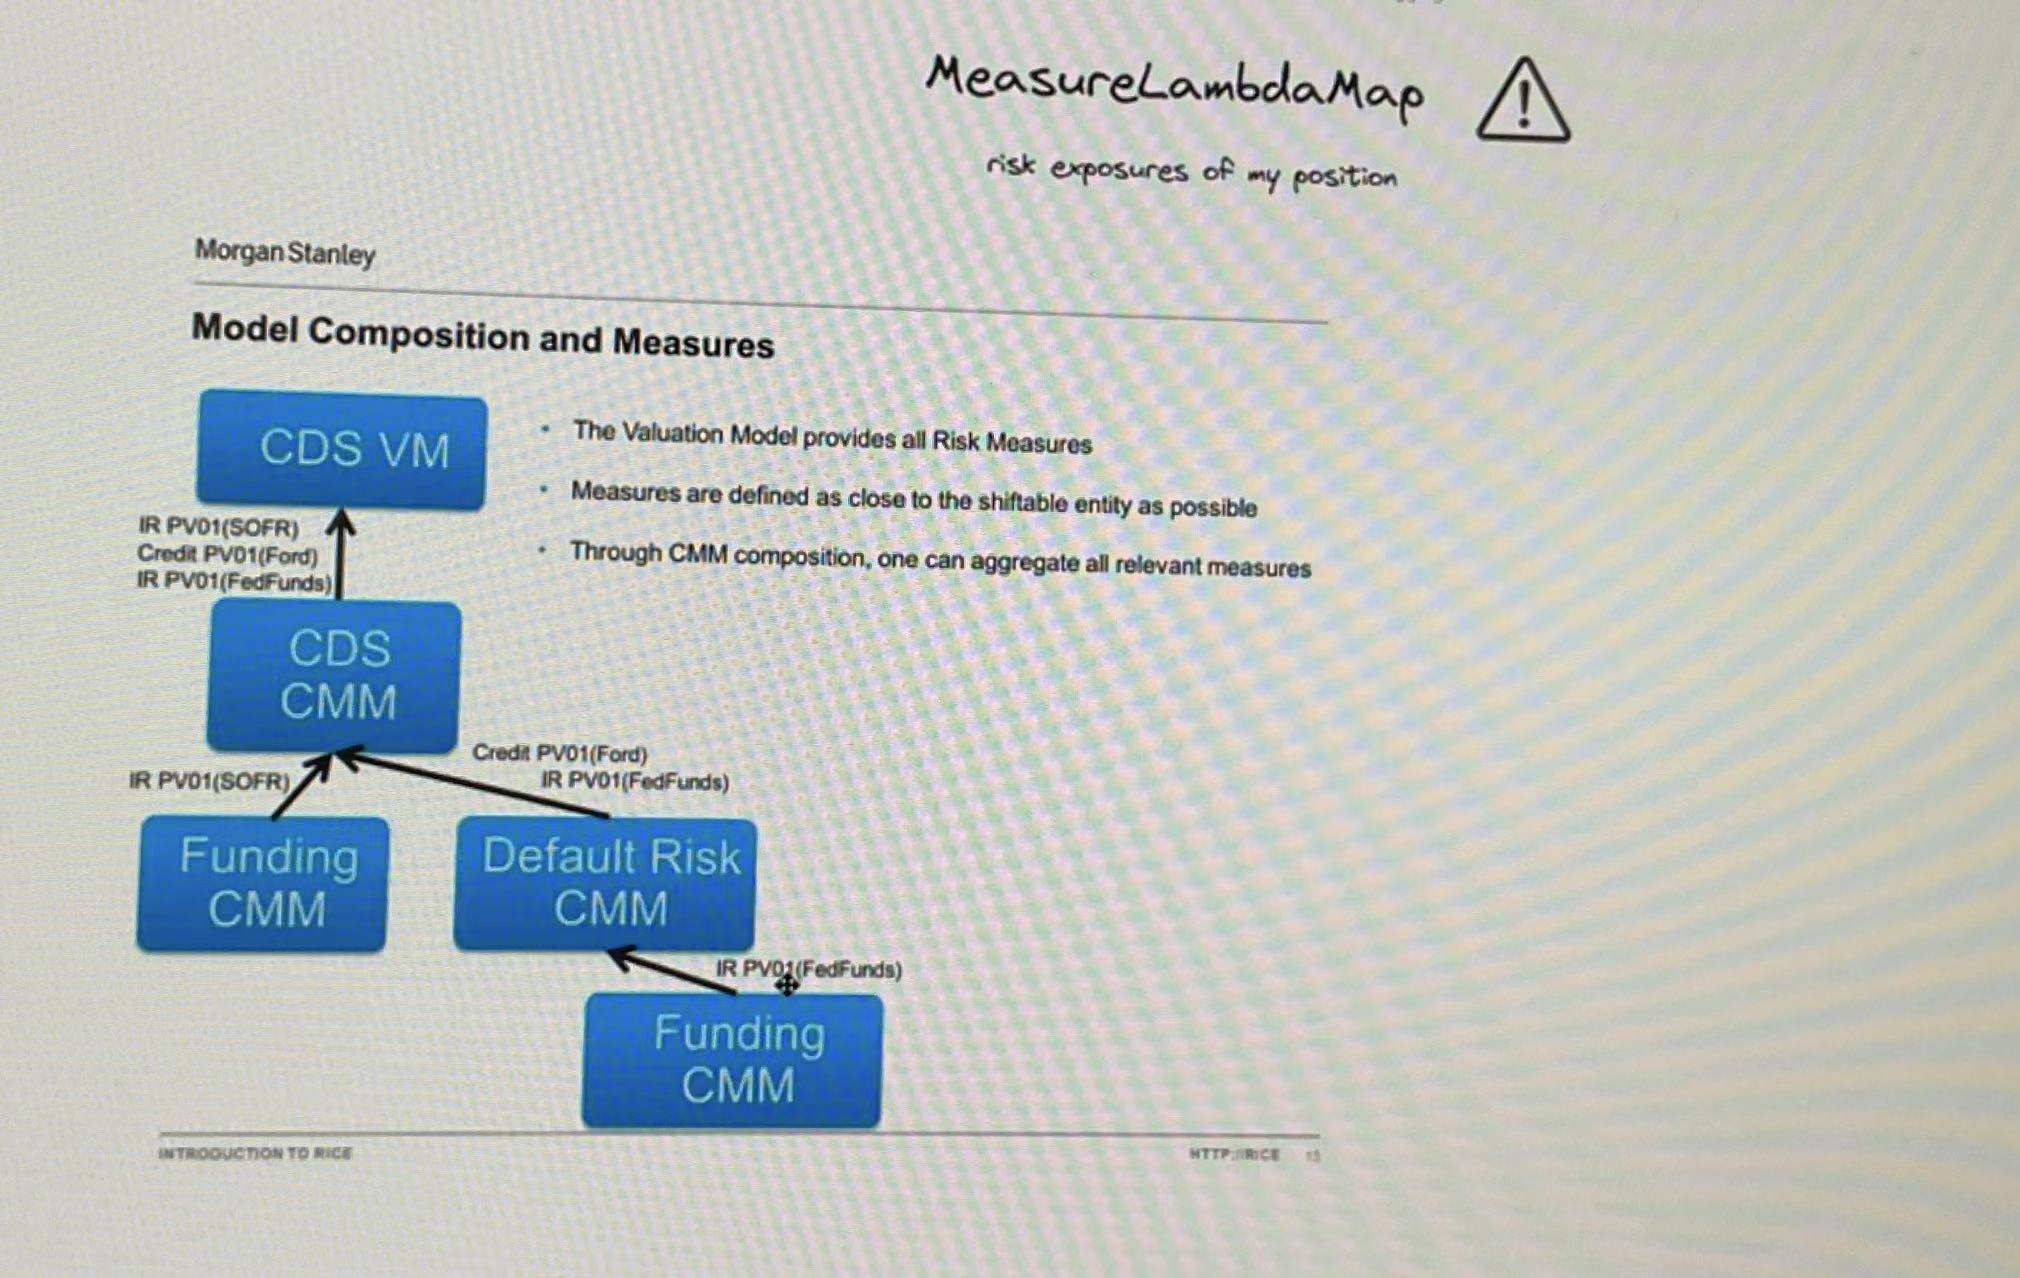 MeasureLambdaMap
risk exposures of my position
Morgan Stanley
Model Composition and Measures
CDS VM
• The Valuation Model provides all Risk Measures
• Measures are defined as close to the shiftable entity as possible
• Through CMM composition, one can aggregate all relevant measures
IR PV01(SOFR)
Credit PV01(Ford)
IR PV01(FedFunds)
CDS
CMM
IR PV01(SOFR)
Credit PV01(Ford)
IR PV01(FedFunds)
Funding
CMM
Default Risk
CMM
IR PV01(FedFunds)
Funding
CMM
INTRODUCTION TO RICE
HTTP://RICE